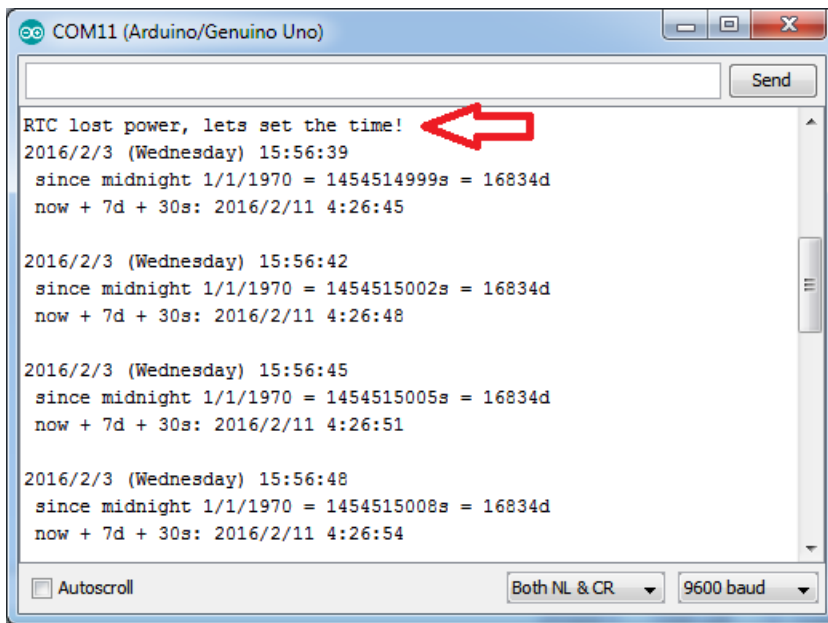 COM11 (Arduino/Genuino Uno)
Send
RTC lost power, lets set the time!
2016/2/3 (Wednesday) 15:56:39
since midnight 1/1/1970 = 1454514999s = 16834d
now + 7d + 30s: 2016/2/11 4:26:45
2016/2/3 (Wednesday) 15:56:42
since midnight 1/1/1970 = 1454515002s = 16834d
now + 7d + 30s: 2016/2/11 4:26:48
2016/2/3 (Wednesday) 15:56:45
since midnight 1/1/1970 = 1454515005s = 16834d
now + 7d + 30s: 2016/2/11 4:26:51
2016/2/3 (Wednesday) 15:56:48
since midnight 1/1/1970 = 1454515008s = 16834d
now + 7d + 30s: 2016/2/11 4:26:54
Autoscroll
Both NL & CR
9600 baud